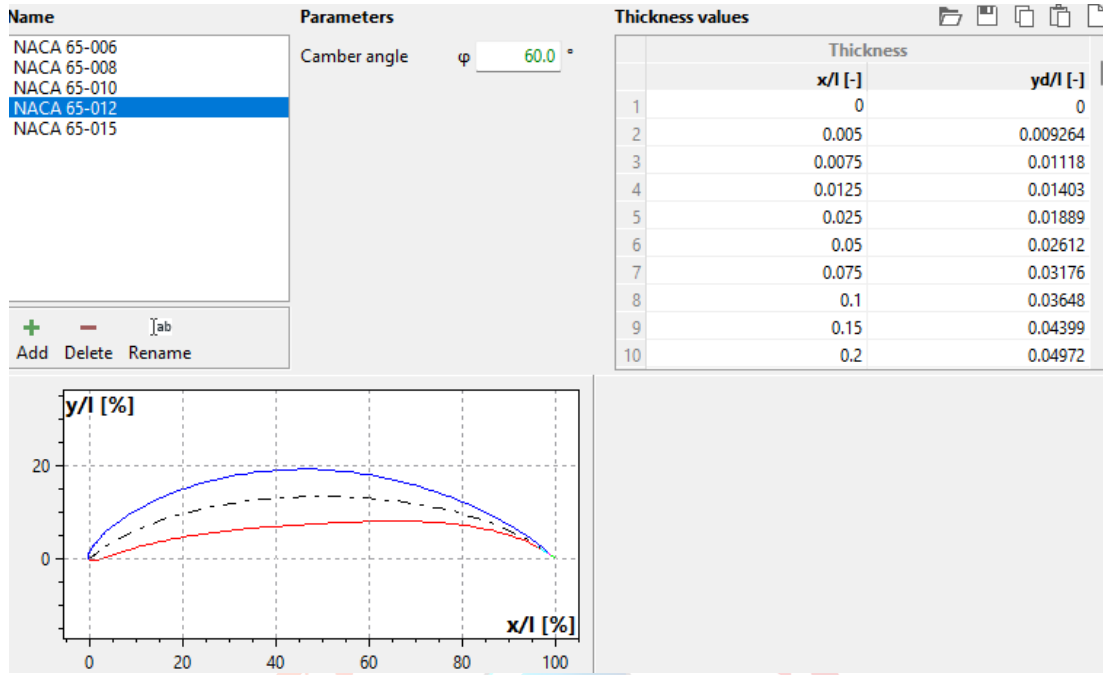 Name
NACA 65-006
NACA 65-008
NACA 65-010
NACA 65-012
NACA 65-015
Add Delete Rename
Parameters
Camber angle φ 60.0 °
Thickness values
Thickness
x/l [-] yd/l [-]
1 0 0
2 0.005 0.009264
3 0.0075 0.01118
4 0.0125 0.01403
5 0.025 0.01889
6 0.05 0.02612
7 0.075 0.03176
8 0.1 0.03648
9 0.15 0.04399
10 0.2 0.04972
y/l [%]
20
0
x/l [%]
0 20 40 60 80 100